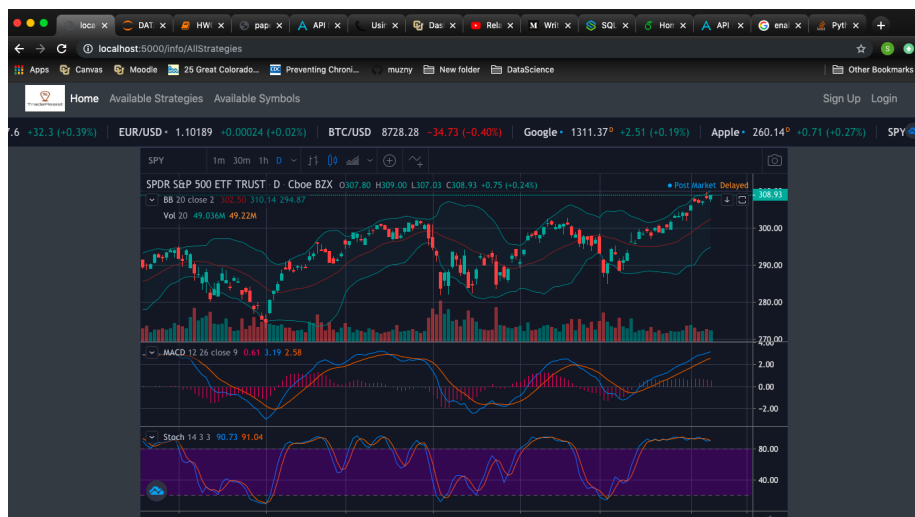 loca DAT HW papr API Usin Das Rela M Writ SQL Hon API G enal Pyth
localhost:5000/info/AllStrategies S
Apps Canvas Moodle 25 Great Colorado... Preventing Chroni... muzny New folder DataScience Other Bookmarks
Home Available Strategies Available Symbols Sign Up Login
7.6 +32.3 (+0.39%) EUR/USD 1.10189 +0.00024 (+0.02%) BTC/USD 8728.28 −34.73 (−0.40%) Google 1311.37 D +2.51 (+0.19%) Apple 260.14 D +0.71 (+0.27%) SPY
SPY 1m 30m 1h D
SPDR S&P 500 ETF TRUST · D · Cboe BZX O307.80 H309.00 L307.03 C308.93 +0.75 (+0.24%) Post Market Delayed
308.93
BB 20 close 2 302.50 310.14 294.87
Vol 20 49.036M 49.22M
300.00
290.00
280.00
270.00
4.00
MACD 12 26 close 9 0.61 3.19 2.58
2.00
0.00
−2.00
Stoch 14 3 3 90.73 91.04
80.00
40.00